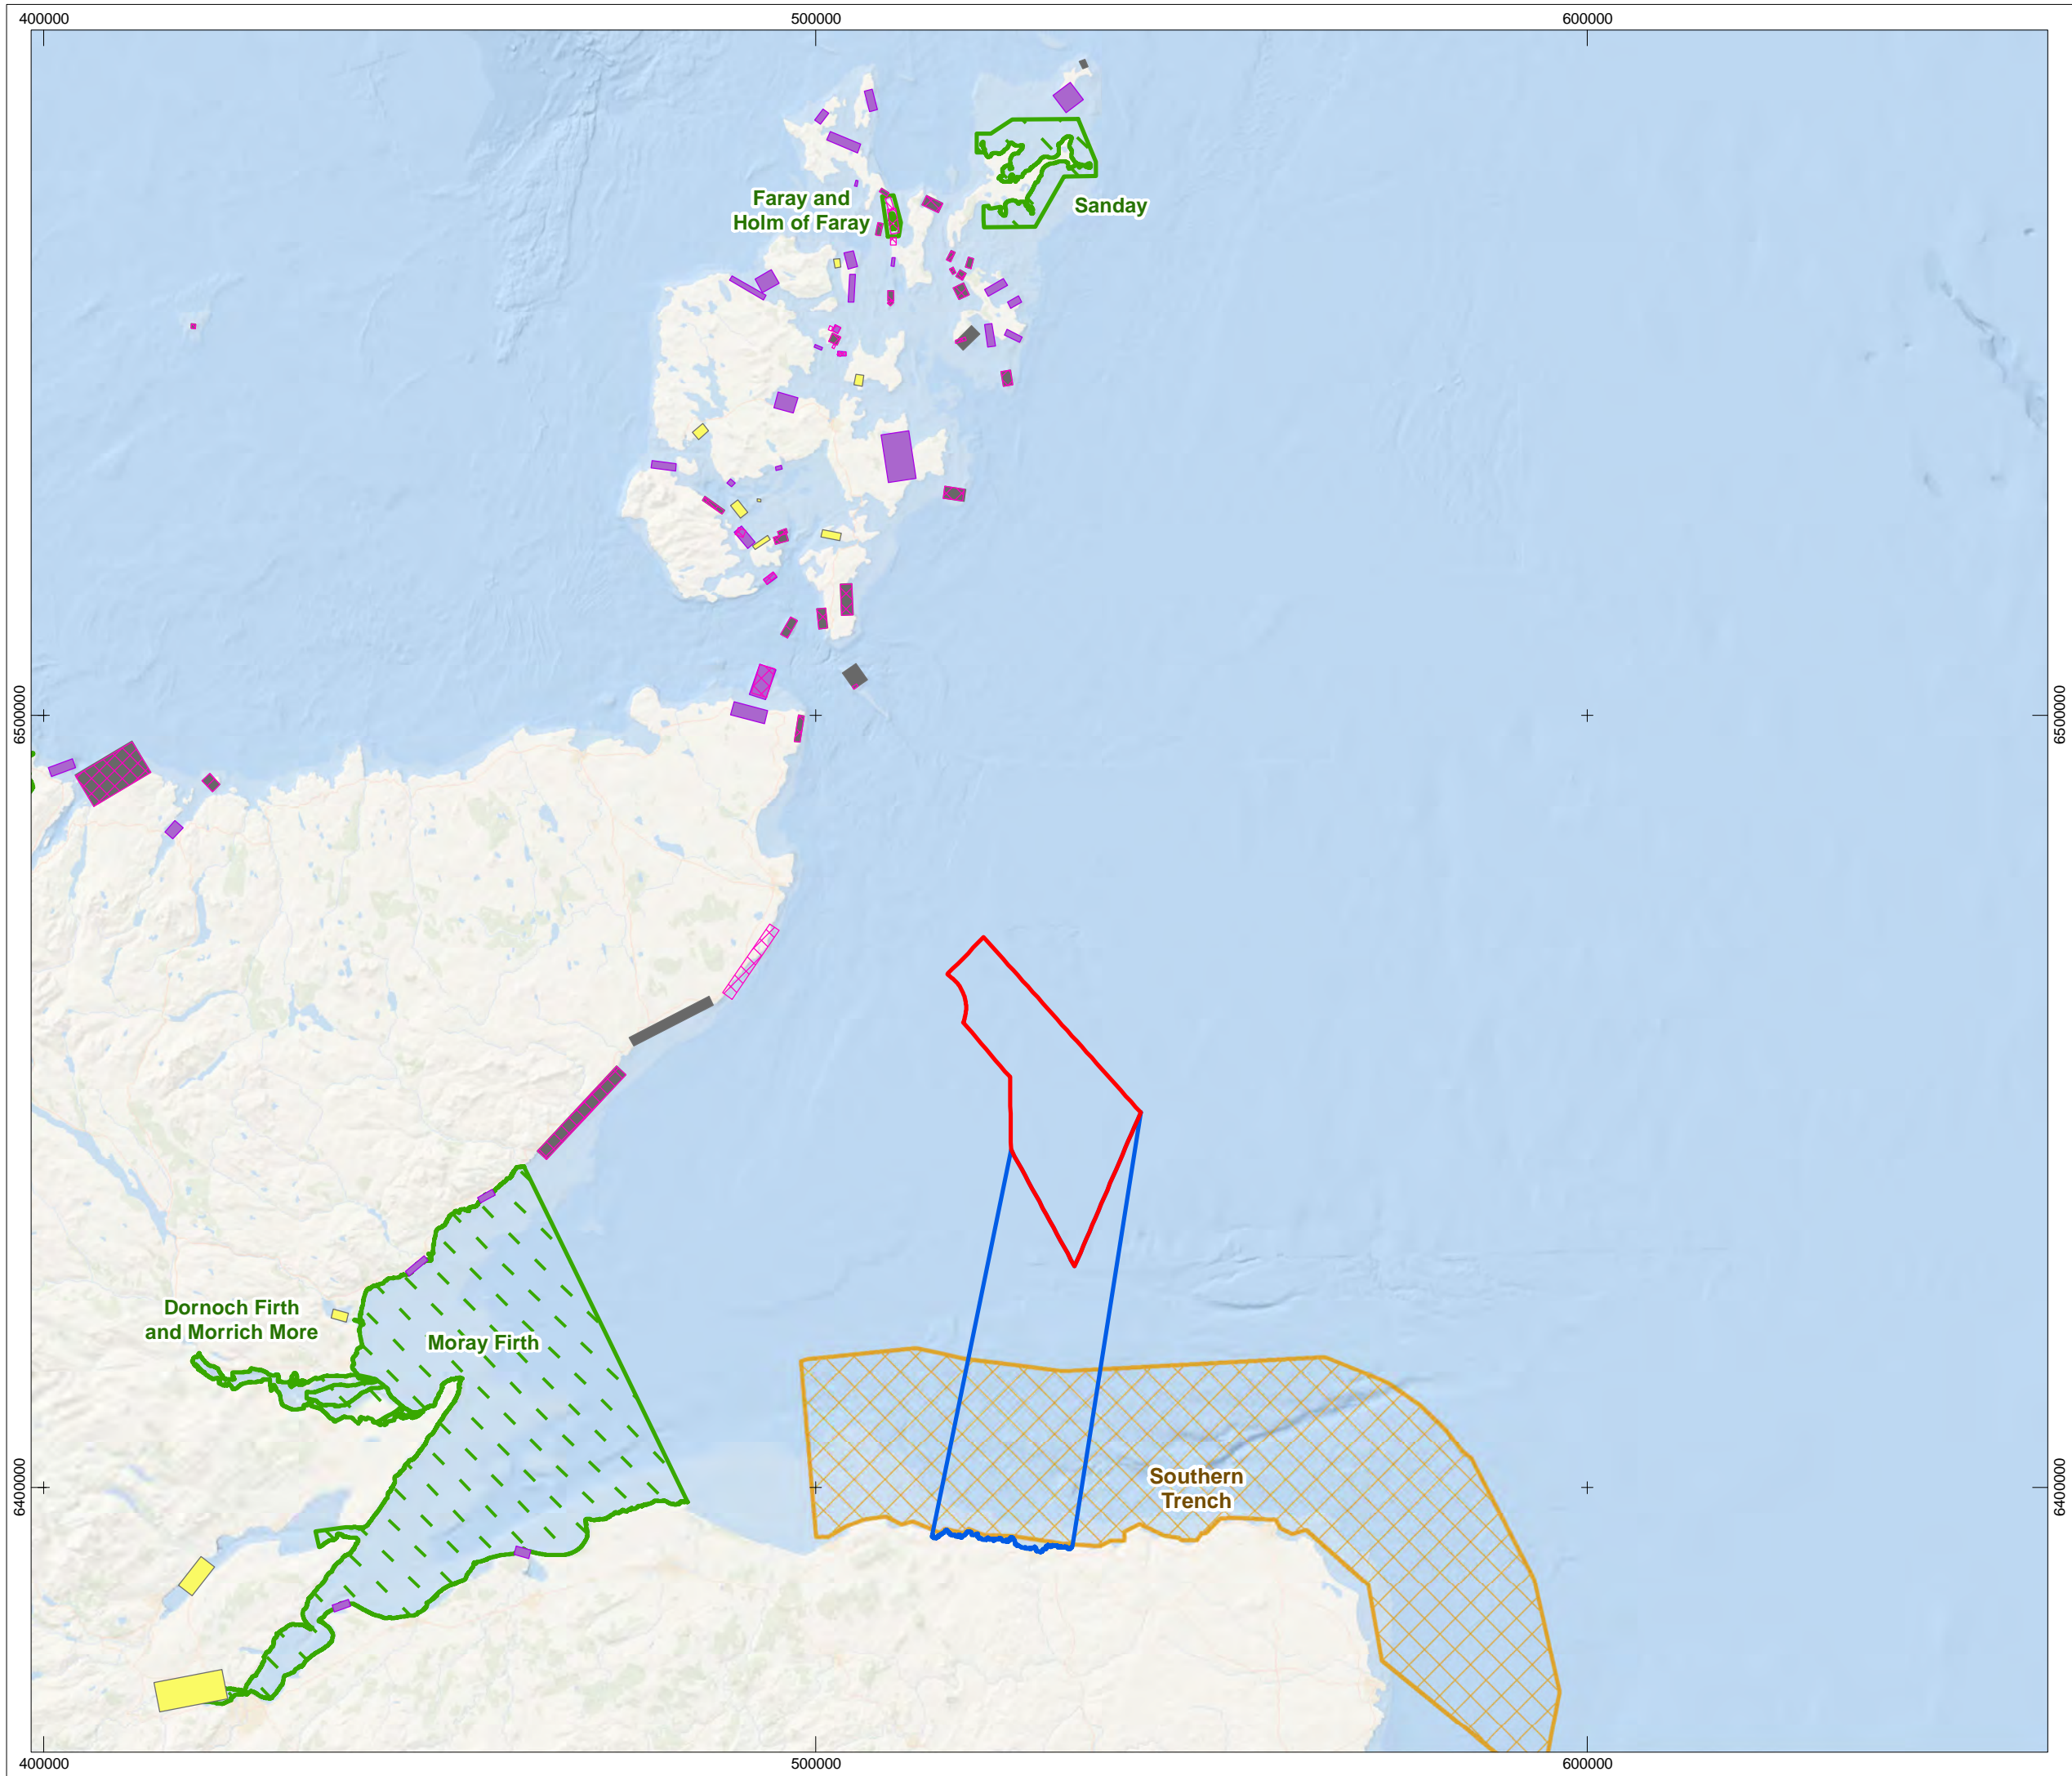 400000
500000
600000
Faray and
Holm of Faray
Sanday
6500000
6500000
Dornoch Firth
and Morrich More
Moray Firth
Southern
Trench
6400000
6400000
400000
500000
600000